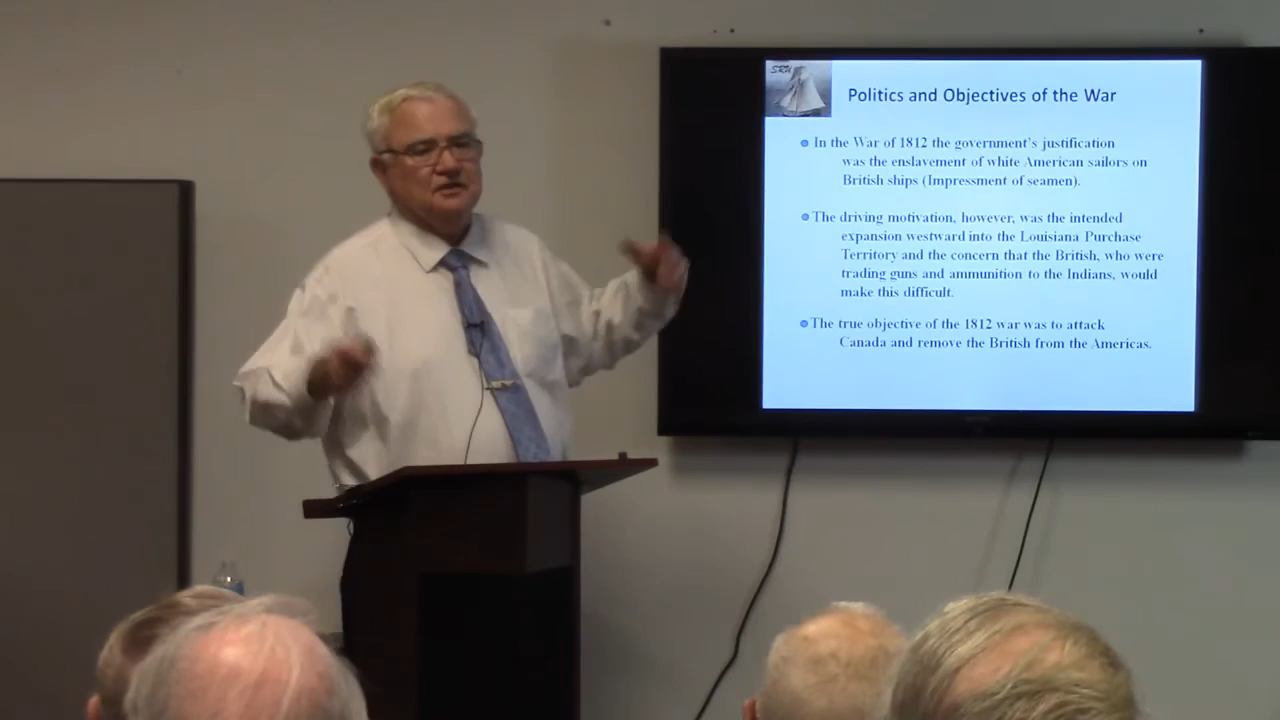 SRH
Politics and Objectives of the War
In the War of 1812 the government's justification
was the enslavement of white American sailors on
British ships (Impressment of seamen).
The driving motivation, however, was the intended
expansion westward into the Louisiana Purchase
Territory and the concern that the British, who were
trading guns and ammunition to the Indians, would
make this difficult.
The true objective of the 1812 war was to attack
Canada and remove the British from the Americas.